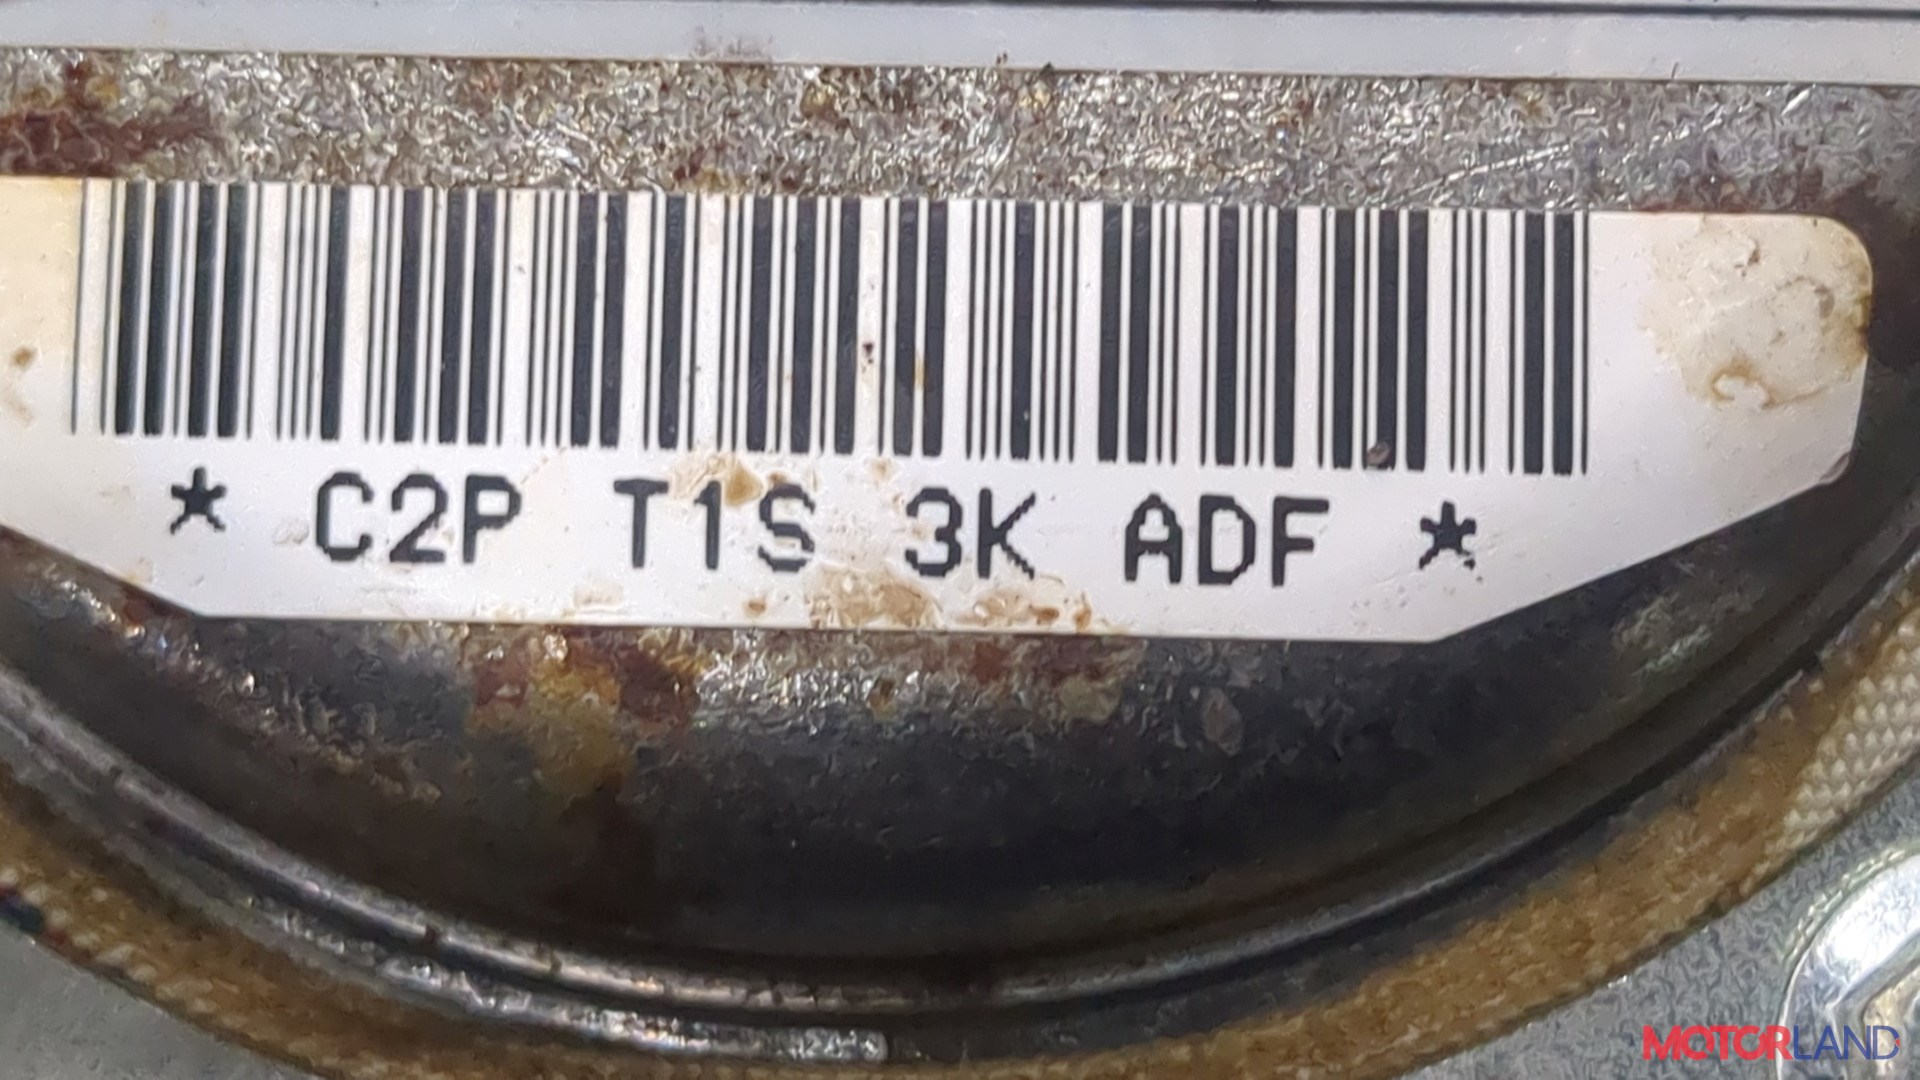 * C2P T1S 3K ADF *
MOTORLAND